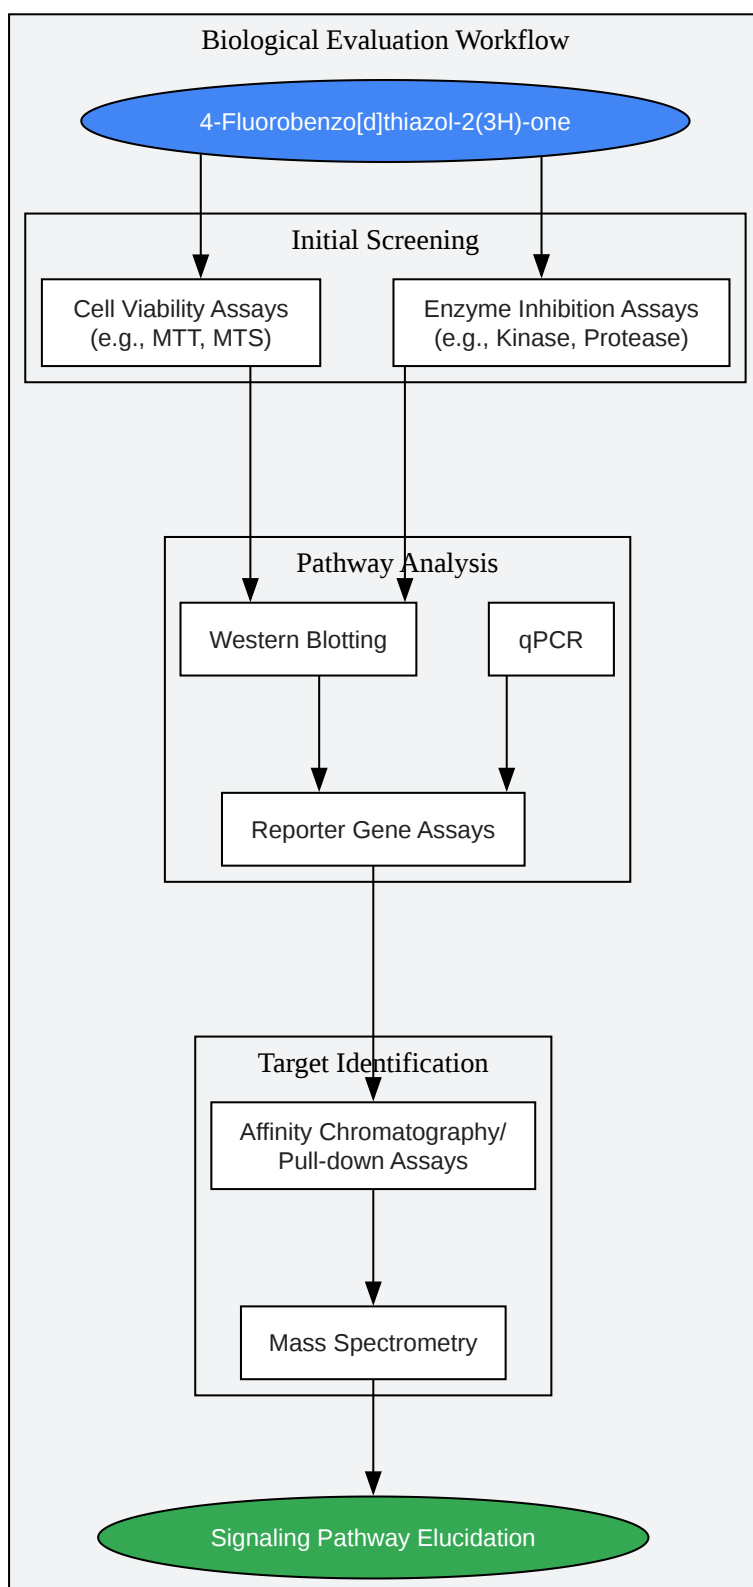 Biological Evaluation Workflow
4-Fluorobenzo[d]thiazol-2(3H)-one
Initial Screening
Cell Viability Assays
(e.g., MTT, MTS)
Enzyme Inhibition Assays
(e.g., Kinase, Protease)
Pathway Analysis
Western Blotting
qPCR
Reporter Gene Assays
Target Identification
Affinity Chromatography/
Pull-down Assays
Mass Spectrometry
Signaling Pathway Elucidation